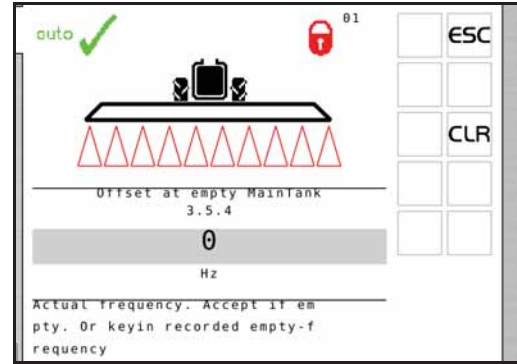 auto
01
ESC
CLR
Offset at empty MainTank
3.5.4
0
Hz
Actual frequency. Accept if em
pty. Or keyin recorded empty-f
requency